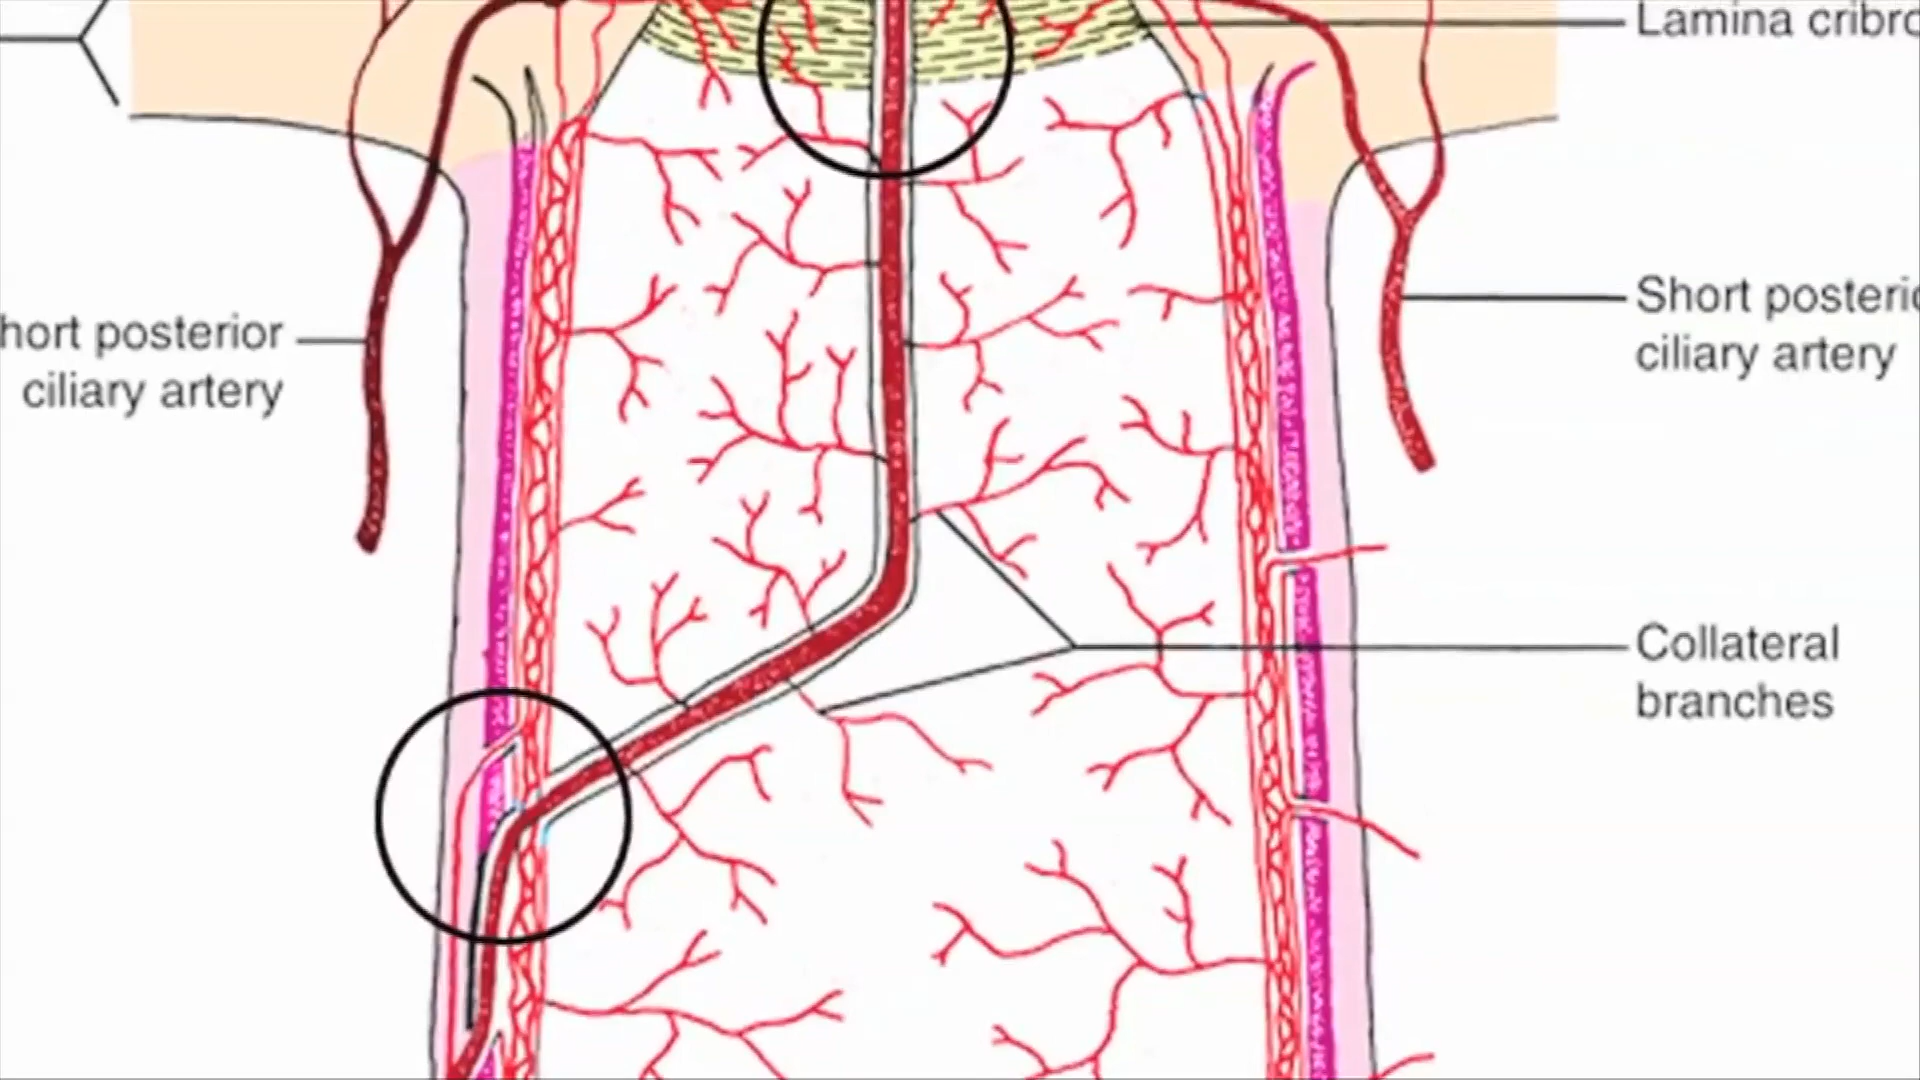 Lamina cribro
Short posterio
ciliary artery
hort posterior
ciliary artery
Collateral
branches